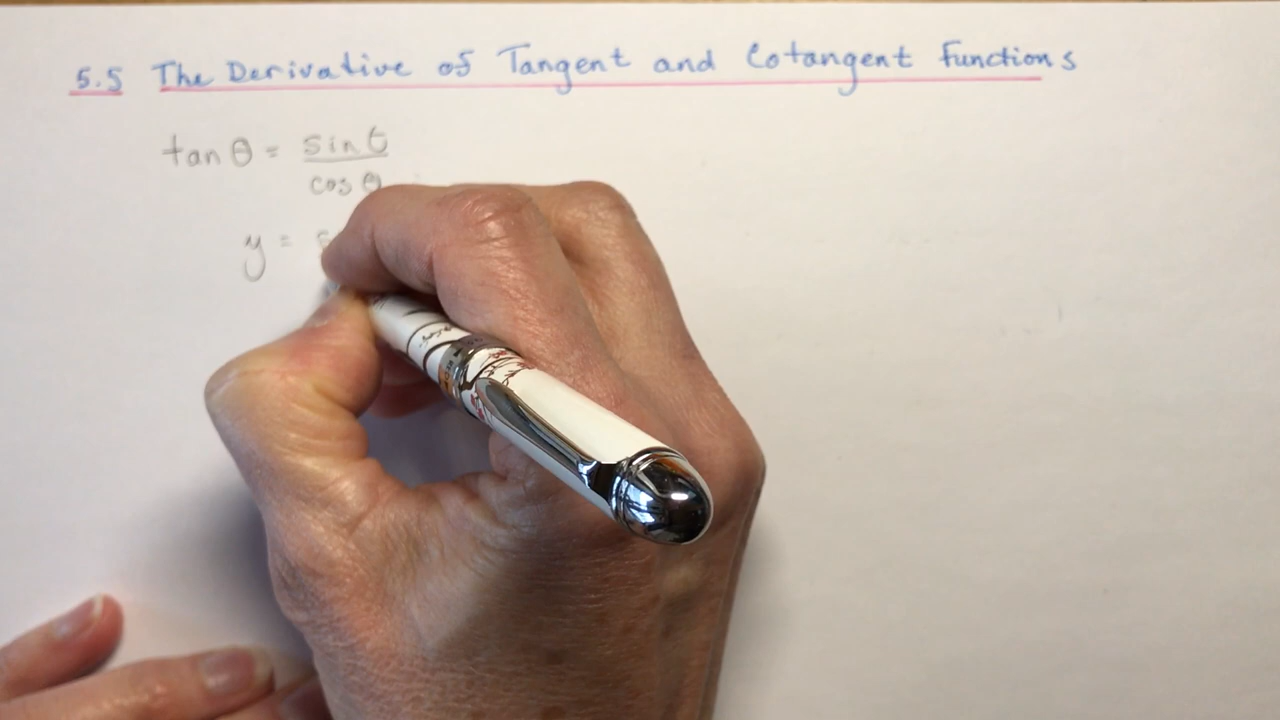 5.5 The Derivative of Tangent and Cotangent Functions
tan θ = sin θ
cos θ
y =